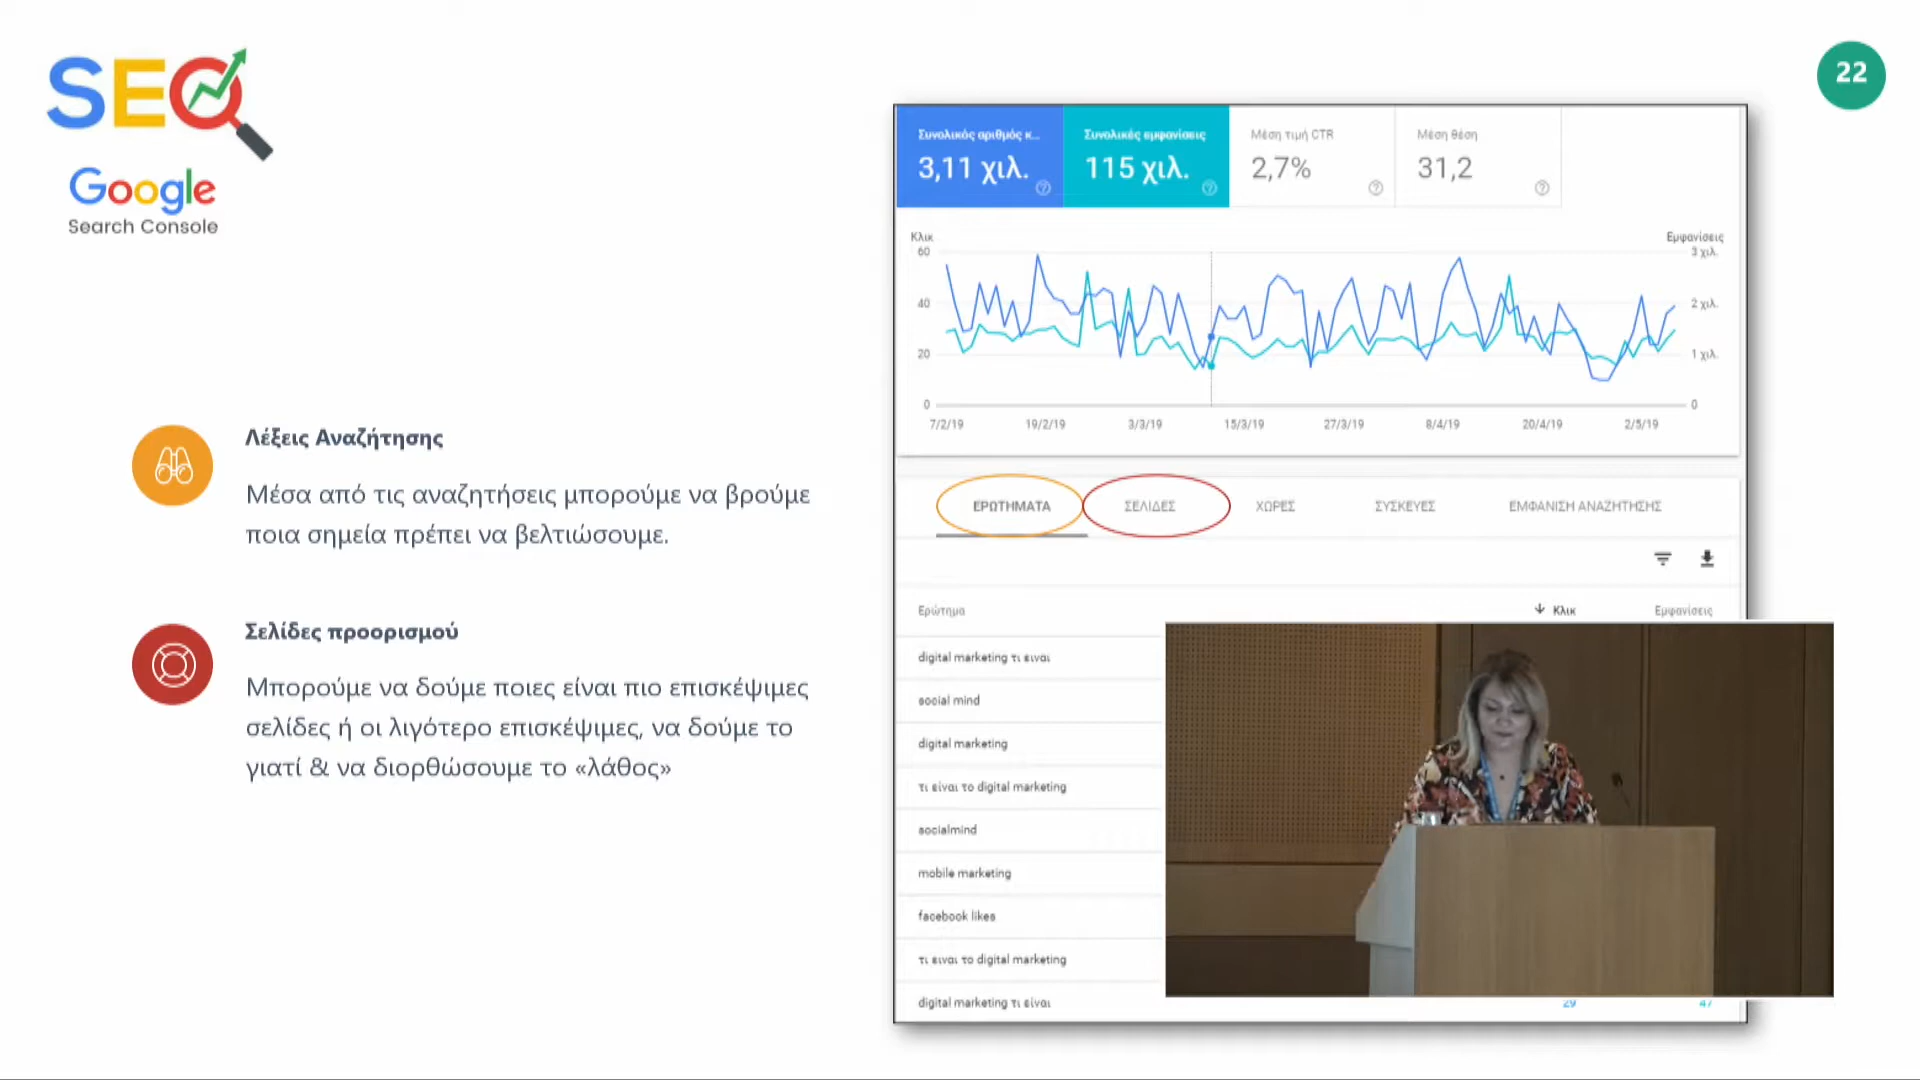 SEO
Google
Search Console
22
Λέξεις Αναζήτησης
Μέσα από τις αναζητήσεις μπορούμε να βρούμε
ποια σημεία πρέπει να βελτιώσουμε.
Σελίδες προορισμού
Μπορούμε να δούμε ποιες είναι πιο επισκέψιμες
σελίδες ή οι λιγότερο επισκέψιμες, να δούμε το
γιατί & να διορθώσουμε το «λάθος»
Συνολικός αριθμός κ... Συνολικές εμφανίσεις Μέση τιμή CTR Μέση θέση
3,11 χιλ. 115 χιλ. 2,7% 31,2
Κλικ Εμφανίσεις
60 3 χιλ.
40 2 χιλ.
20 1 χιλ.
0 0
7/2/19 19/2/19 3/3/19 15/3/19 27/3/19 8/4/19 20/4/19 2/5/19
ΕΡΩΤΗΜΑΤΑ ΣΕΛΙΔΕΣ ΧΩΡΕΣ ΣΥΣΚΕΥΕΣ ΕΜΦΑΝΙΣΗ ΑΝΑΖΗΤΗΣΗΣ
Ερώτημα Κλικ Εμφανίσεις
digital marketing τι ειναι
social mind
digital marketing
τι είναι το digital marketing
socialmind
mobile marketing
facebook likes
τι ειναι το digital marketing
digital marketing τι είναι 29 47